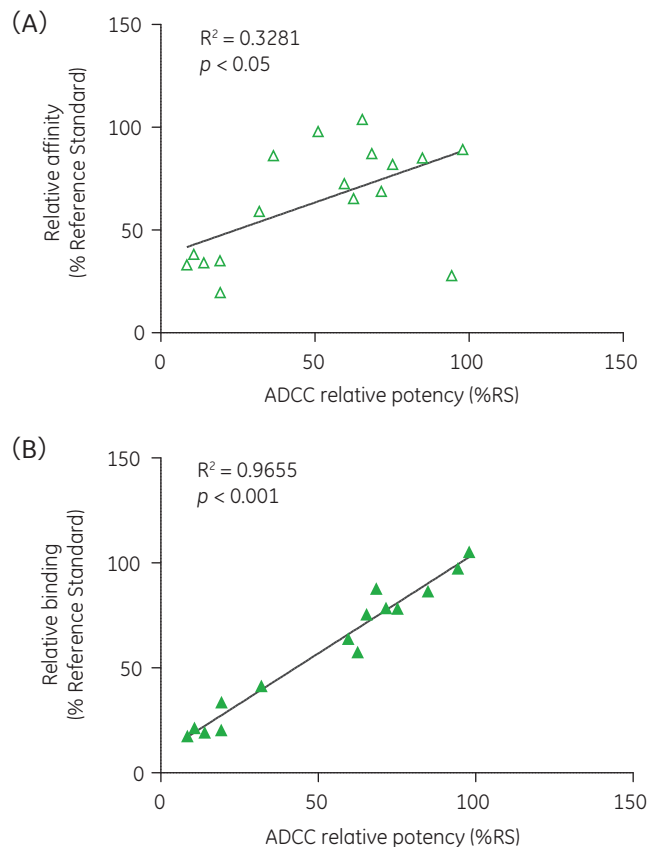 (A)
R² = 0.3281
p < 0.05
Relative affinity
(% Reference Standard)
150
100
50
0
0 50 100 150
ADCC relative potency (%RS)
(B)
R² = 0.9655
p < 0.001
Relative binding
(% Reference Standard)
150
100
50
0
0 50 100 150
ADCC relative potency (%RS)